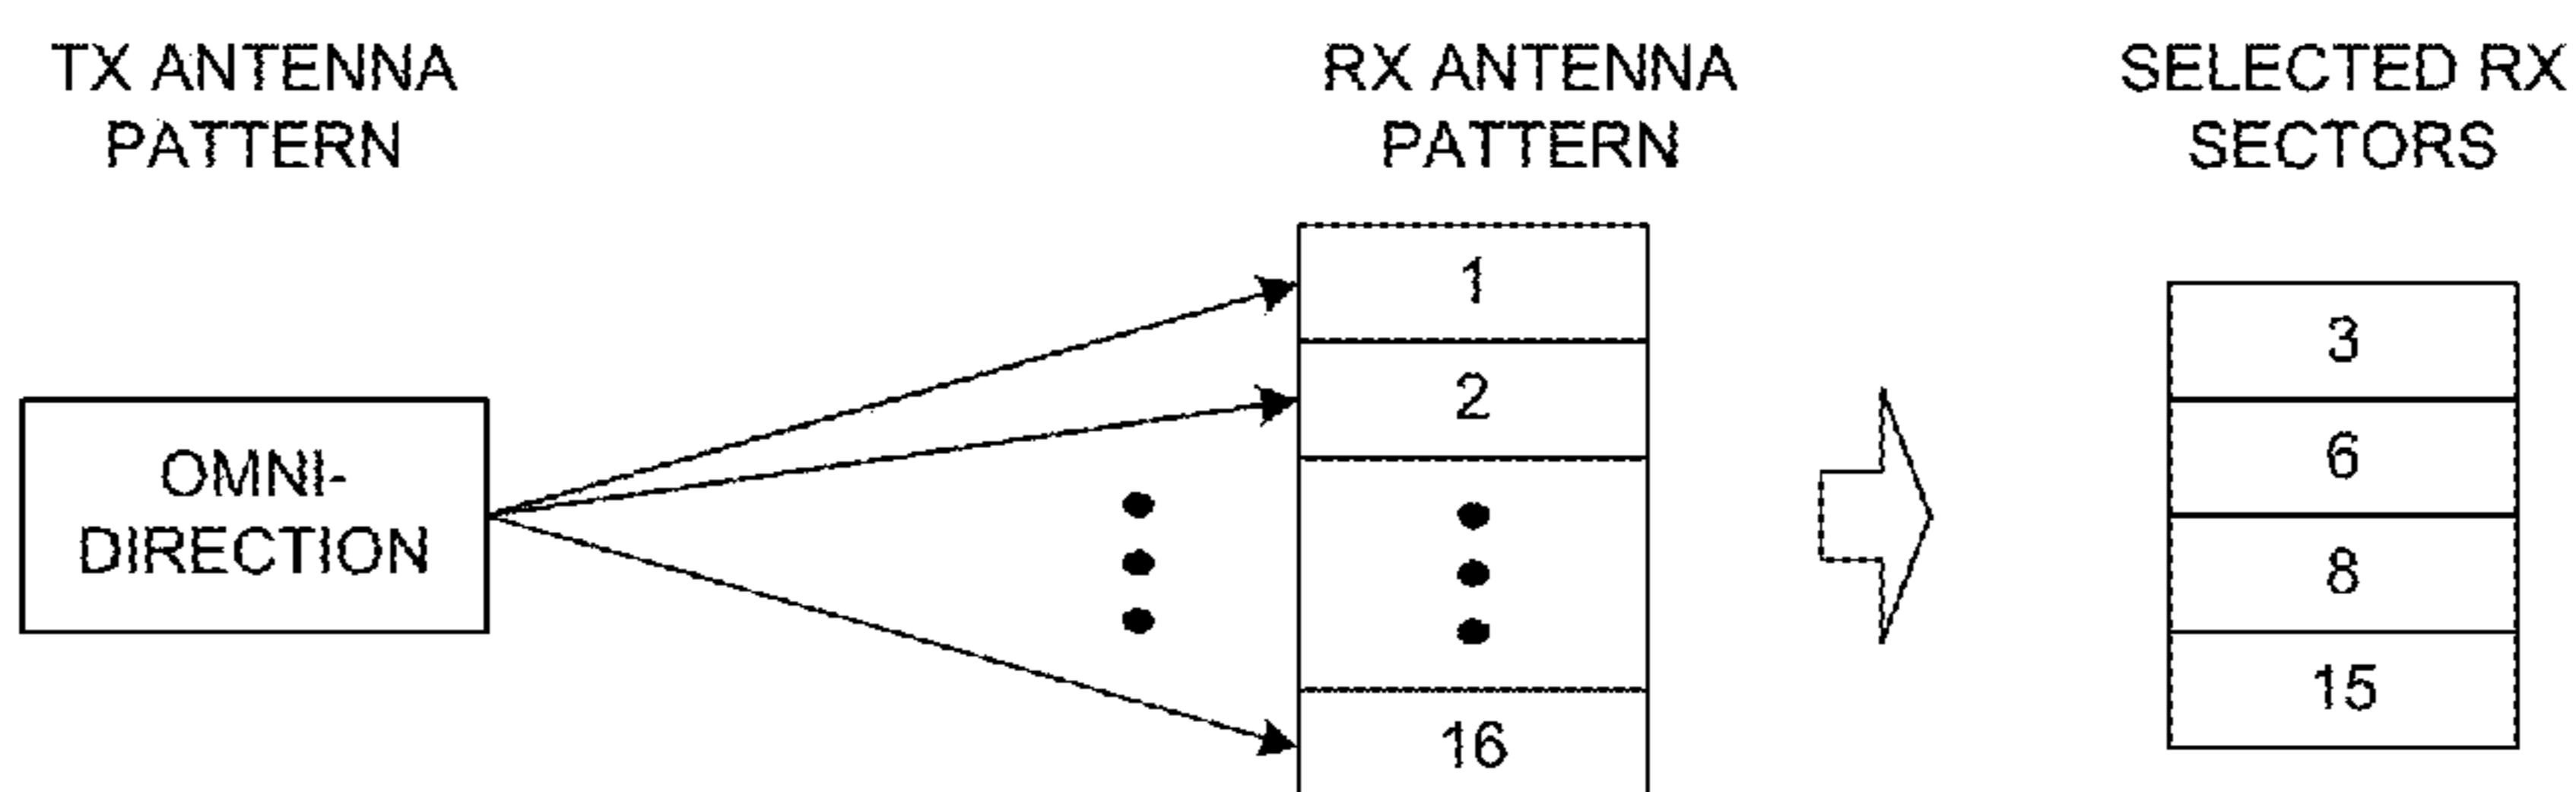 TX ANTENNA
PATTERN
RX ANTENNA
PATTERN
SELECTED RX
SECTORS
OMNI-
DIRECTION
1
2
16
3
6
8
15